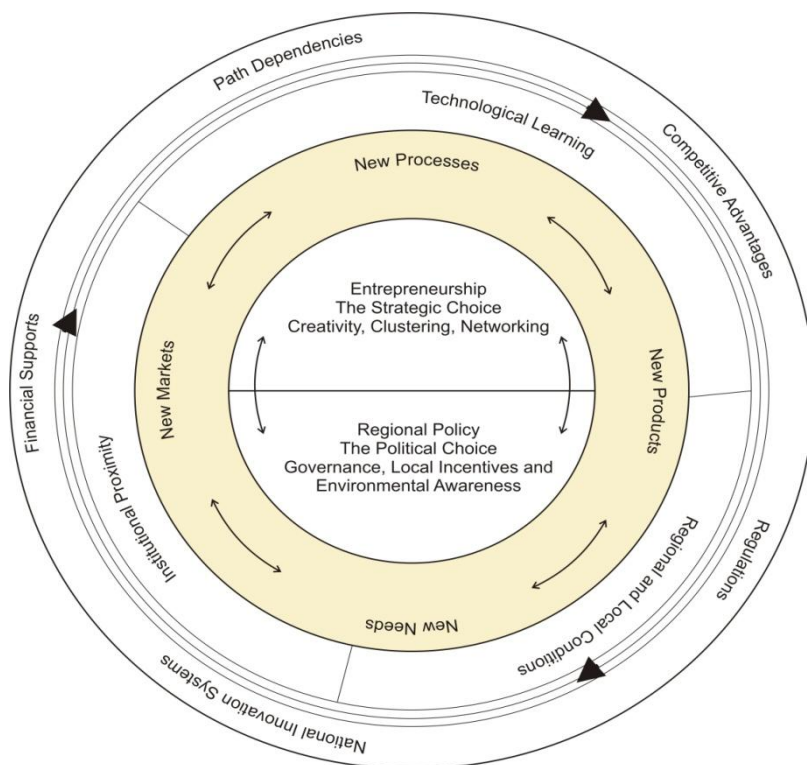 Path Dependencies
Technological Learning
Competitive Advantages
New Processes
Entrepreneurship
The Strategic Choice
Creativity, Clustering, Networking
Financial Supports
New Markets
New Products
Regional Policy
The Political Choice
Governance, Local Incentives and
Environmental Awareness
Institutional Proximity
Regional and Local Conditions
Regulations
New Needs
National Innovation Systems